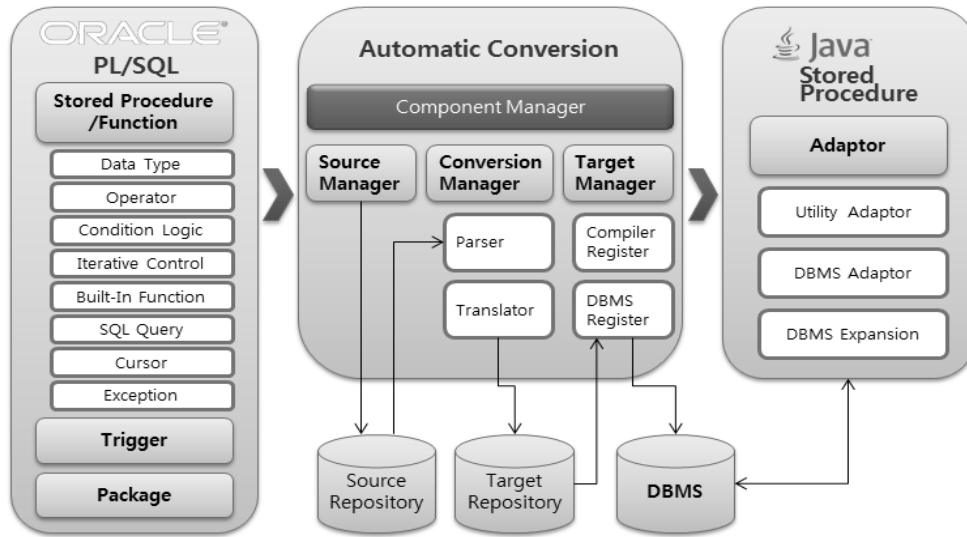 ORACLE®
PL/SQL
Stored Procedure
/Function
Data Type
Operator
Condition Logic
Iterative Control
Built-In Function
SQL Query
Cursor
Exception
Trigger
Package
Automatic Conversion
Component Manager
Source
Manager
Conversion
Manager
Target
Manager
Parser
Compiler
Register
Translator
DBMS
Register
Source
Repository
Target
Repository
DBMS
Java
Stored
Procedure
Adaptor
Utility Adaptor
DBMS Adaptor
DBMS Expansion